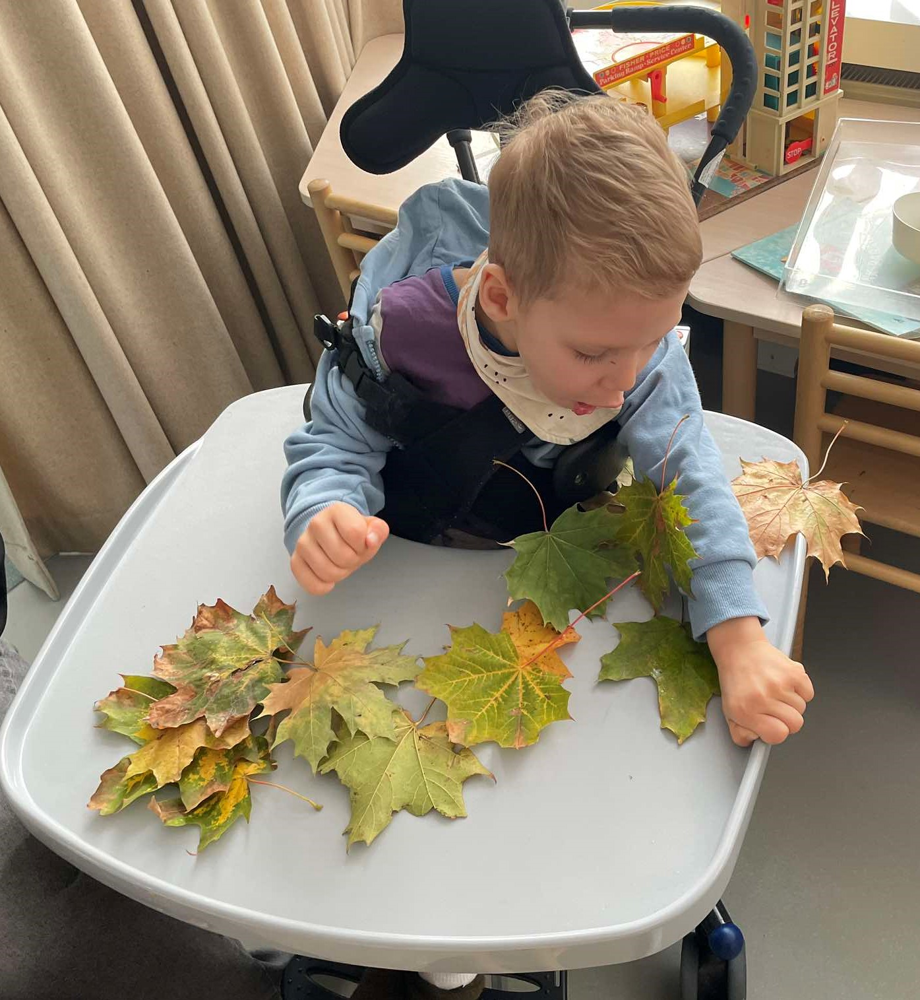 FISHER-PRICE
Parking Ramp·Service Center
ELEVATOR
STOP